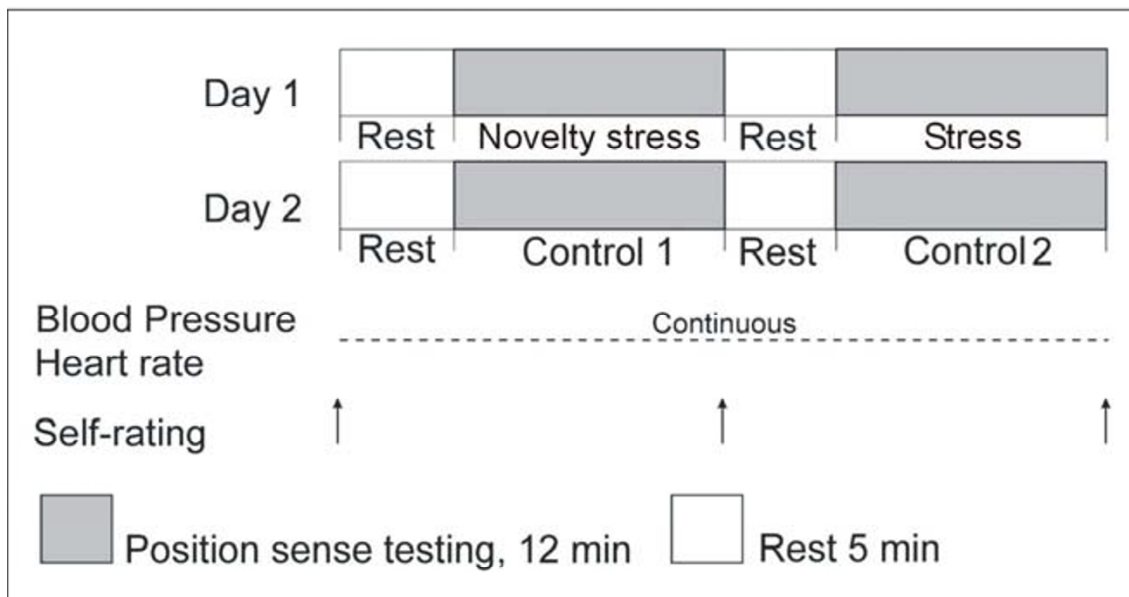 Day 1
Rest Novelty stress Rest Stress
Day 2
Rest Control 1 Rest Control 2
Blood Pressure
Continuous
Heart rate
Self-rating
Position sense testing, 12 min Rest 5 min